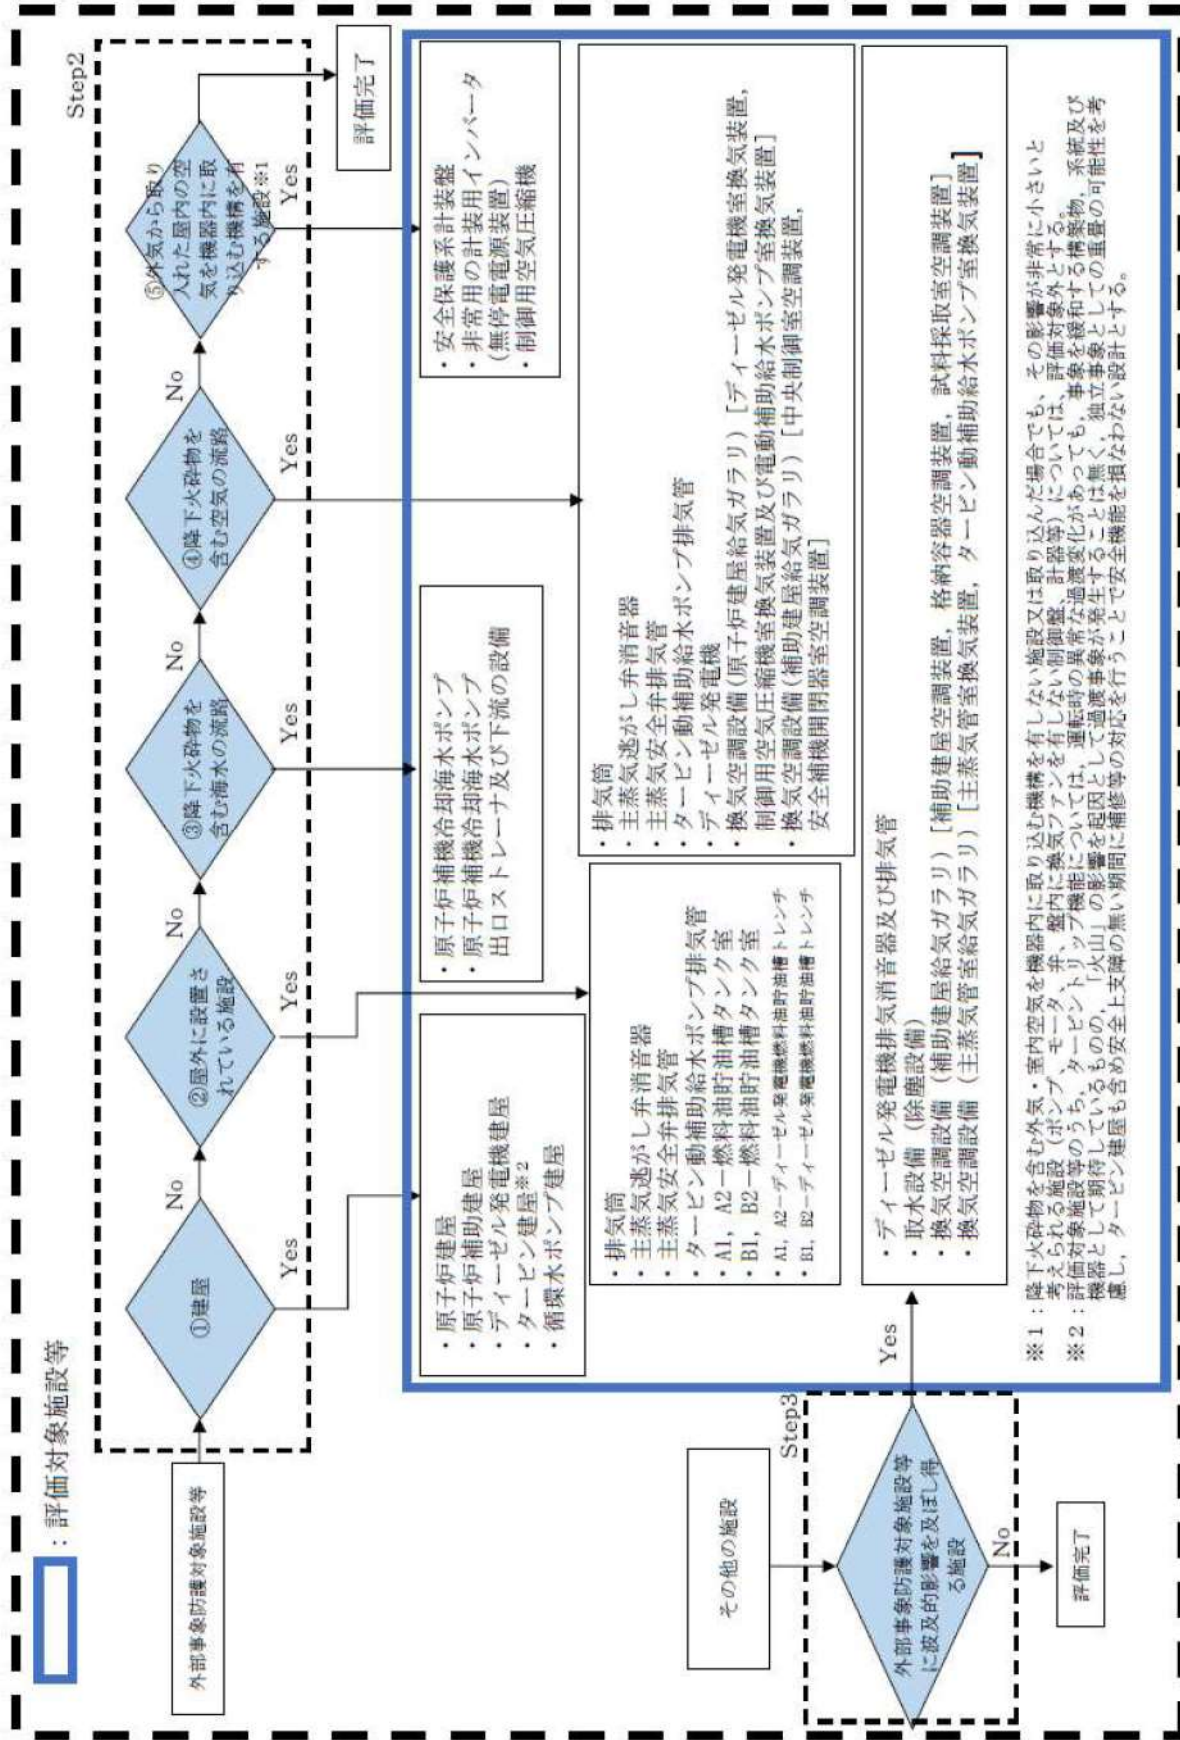 ：評価対象施設等
Step2
外部事象防護対象施設等
①建屋
No
Yes
②屋外に設置さ
れている施設
No
Yes
③降下火砕物を
含む海水の流路
No
Yes
④降下火砕物を
含む空気の流路
No
Yes
⑤外気から取り
入れた屋内の空
気を機器内に取
り込む機構を有
する施設※1
Yes
評価完了
・原子炉建屋
・原子炉補助建屋
・ディーゼル発電機建屋
・タービン建屋※2
・循環水ポンプ建屋
・原子炉補機冷却海水ポンプ
・原子炉補機冷却海水ポンプ
出口ストレーナ及び下流の設備
・安全保護系計装盤
・非常用の計装用インバータ
(無停電電源装置)
・制御用空気圧縮機
・排気筒
・主蒸気逃がし弁消音器
・主蒸気安全弁排気管
・タービン動補助給水ポンプ排気管
・A1，A2－燃料油貯油槽タンク室
・B1，B2－燃料油貯油槽タンク室
・A1，A2－ディーゼル発電機燃料油貯油槽トレンチ
・B1，B2－ディーゼル発電機燃料油貯油槽トレンチ
・排気筒
・主蒸気逃がし弁消音器
・主蒸気安全弁排気管
・タービン動補助給水ポンプ排気管
・ディーゼル発電機
・換気空調設備(原子炉建屋給気ガラリ)［ディーゼル発電機室換気装置，
制御用空気圧縮機室換気装置及び電動補助給水ポンプ室換気装置］
・換気空調設備(補助建屋給気ガラリ)［中央制御室空調装置，
安全補機開閉器室空調装置］
その他の施設
Step3
外部事象防護対象施設等
に波及的影響を及ぼし得
る施設
Yes
No
評価完了
・ディーゼル発電機排気消音器及び排気管
・取水設備（除塵設備）
・換気空調設備（補助建屋給気ガラリ）［補助建屋空調装置，格納容器空調装置，試料採取室空調装置］
・換気空調設備（主蒸気管室給気ガラリ）［主蒸気管室換気装置，タービン動補助給水ポンプ室換気装置］
※1：降下火砕物を含む外気・室内空気を機器内に取り込む機構を有しない施設又は取り込んだ場合でも，その影響が非常に小さいと
考えられる施設（ポンプ、モータ、弁、盤内に換気ファンを有しない制御盤、計器等）については、評価対象外とする。
※2：評価対象施設等のうち，タービントリップ機能については，運転時の異常な過渡変化があっても，事象を緩和する構築物，系統及び
機器として期待しているものの，「火山」の影響を起因として過渡事象が発生することは無く，独立事象としての重畳の可能性を考
慮し，タービン建屋も含め安全上支障の無い期間に補修等の対応を行うことで安全機能を損なわない設計とする。